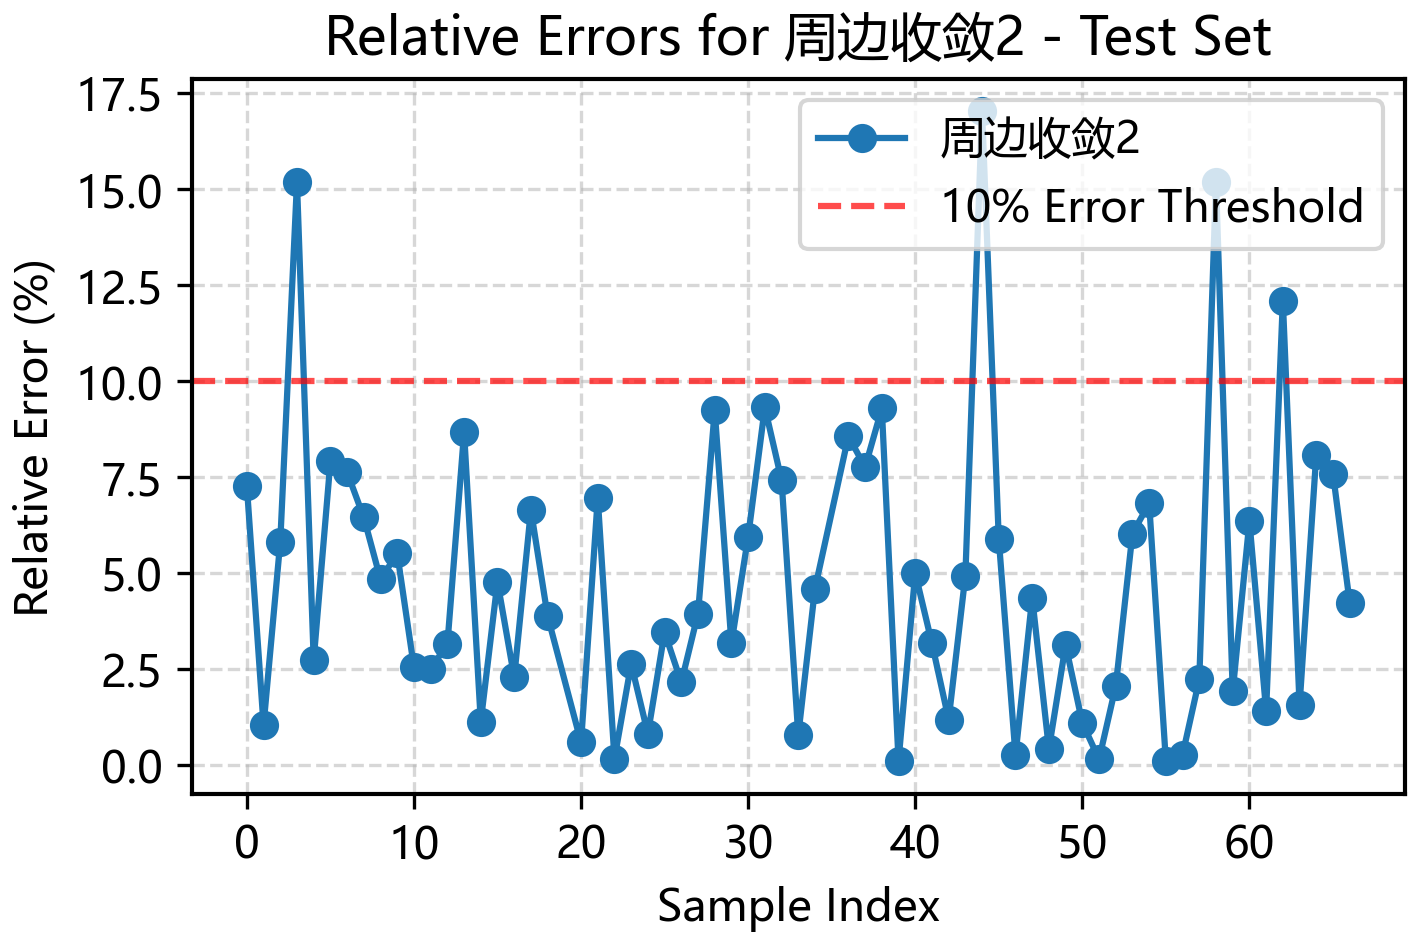 Relative Errors for 周边收敛2 - Test Set
17.5
15.0
12.5
10.0
7.5
5.0
2.5
0.0
Relative Error (%)
周边收敛2
10% Error Threshold
0 10 20 30 40 50 60
Sample Index